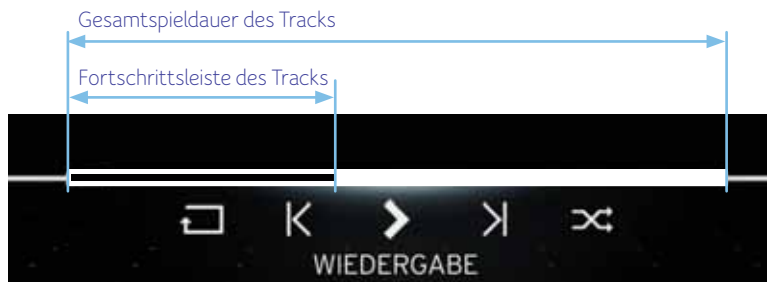 Gesamtspieldauer des Tracks
Fortschrittsleiste des Tracks
WIEDERGABE